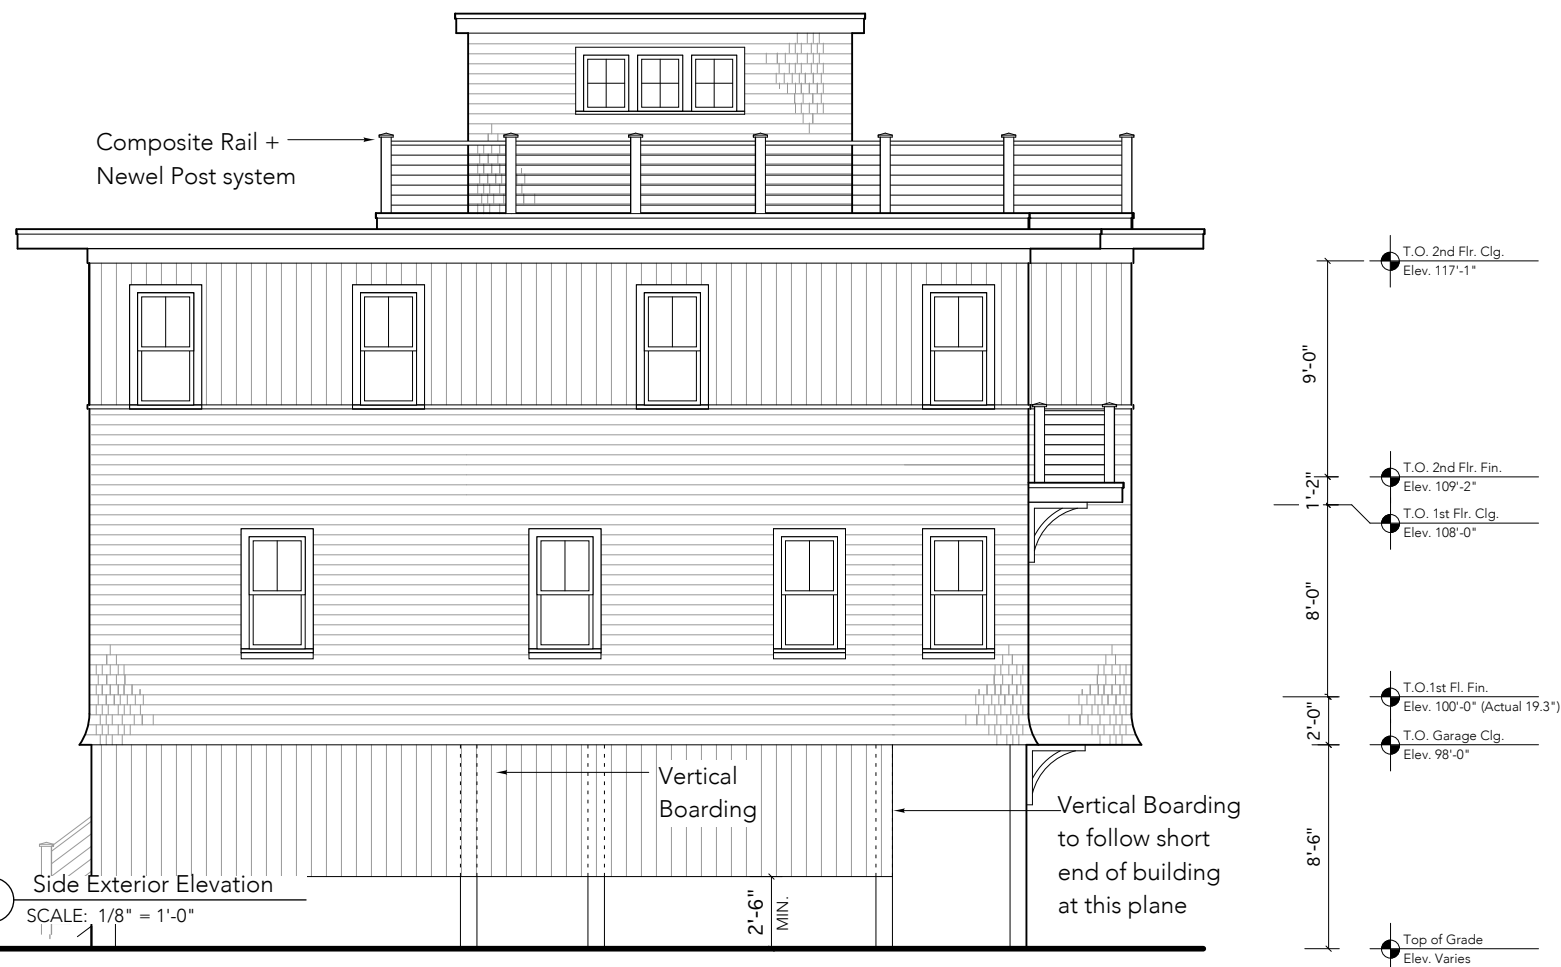 Composite Rail +
Newel Post system
T.O. 2nd Flr. Clg.
Elev. 117'-1"
9'-0"
T.O. 2nd Flr. Fin.
Elev. 109'-2"
1'-2"
T.O. 1st Flr. Clg.
Elev. 108'-0"
8'-0"
T.O.1st Fl. Fin.
Elev. 100'-0" (Actual 19.3")
2'-0"
T.O. Garage Clg.
Elev. 98'-0"
Vertical
Boarding
Vertical Boarding
to follow short
end of building
at this plane
8'-6"
Side Exterior Elevation
SCALE: 1/8" = 1'-0"
2'-6"
MIN.
Top of Grade
Elev. Varies